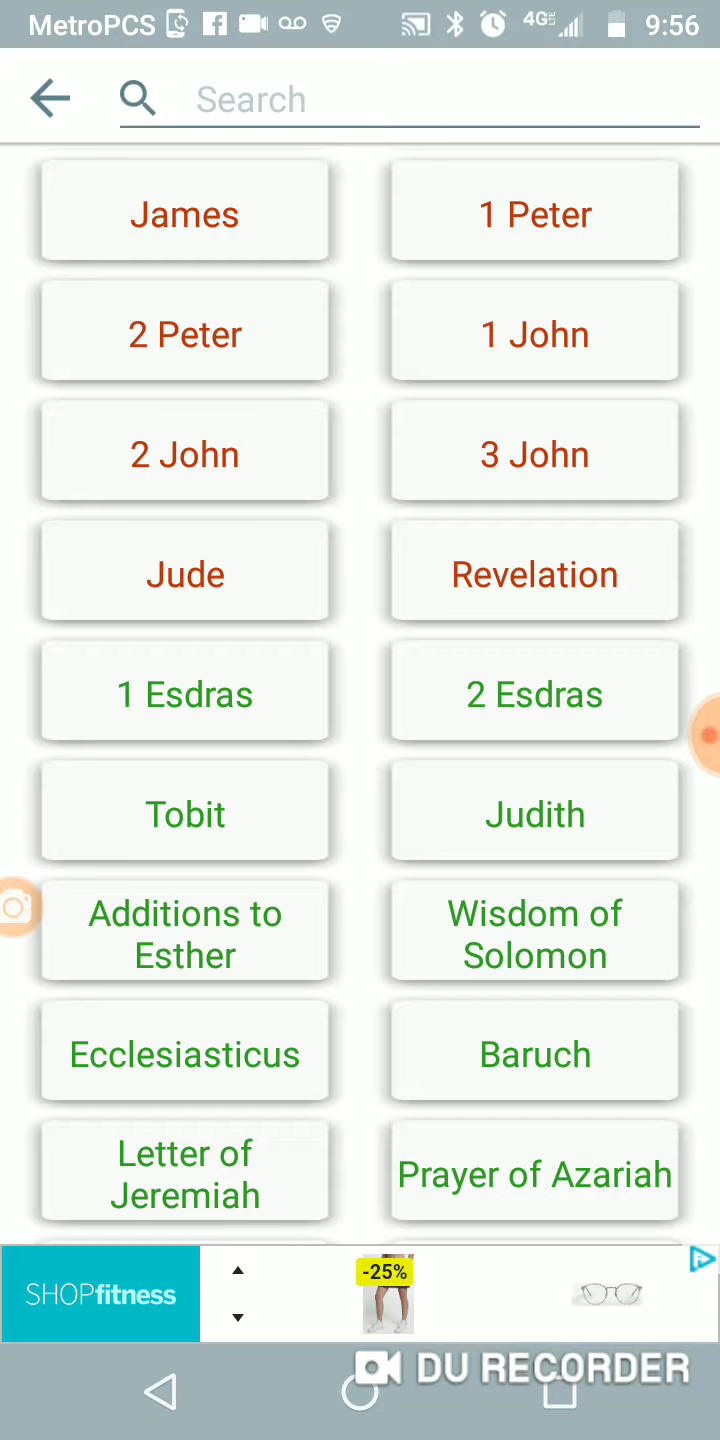 MetroPCS 4G LTE 9:56
Search
James
1 Peter
2 Peter
1 John
2 John
3 John
Jude
Revelation
1 Esdras
2 Esdras
Tobit
Judith
Additions to
Esther
Wisdom of
Solomon
Ecclesiasticus
Baruch
Letter of
Jeremiah
Prayer of Azariah
SHOPfitness
-25%
DU RECORDER